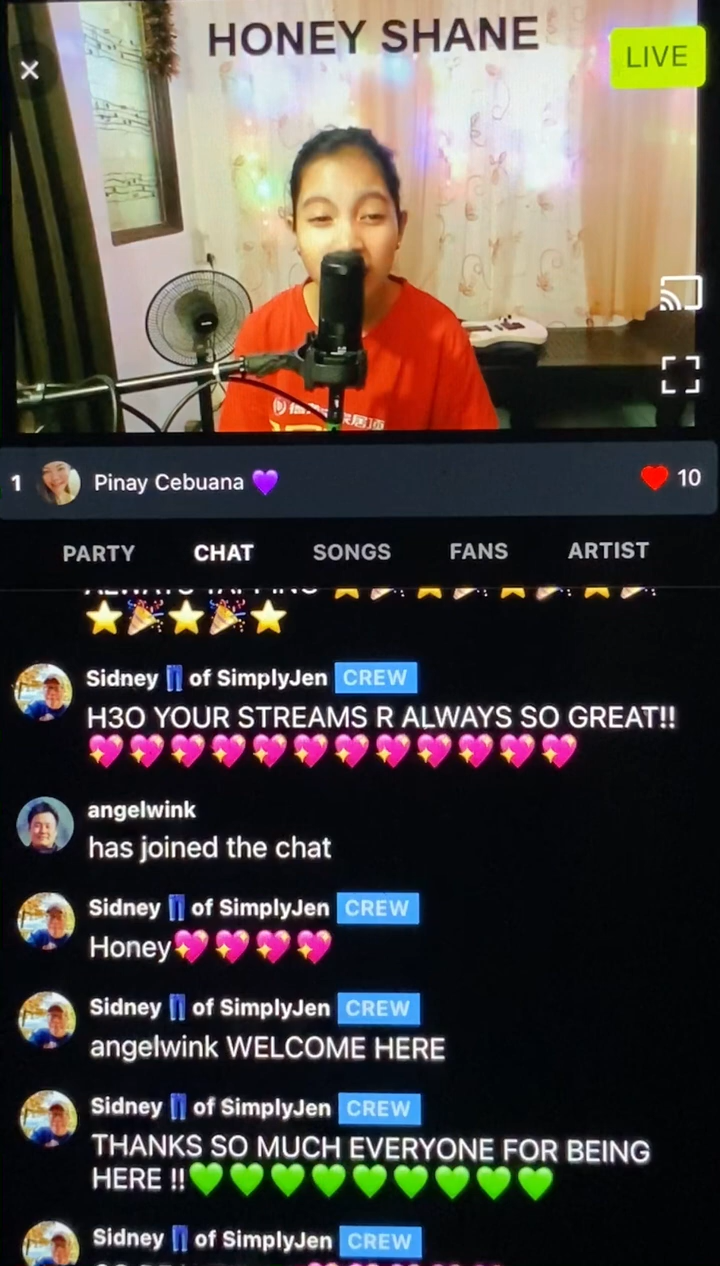 HONEY SHANE
LIVE
1 Pinay Cebuana 💜 ❤️ 10
PARTY CHAT SONGS FANS ARTIST
ALWAYS TAPPING ⭐🎉⭐🎉⭐🎉⭐🎉
⭐🎉⭐🎉⭐
Sidney 👖 of SimplyJen CREW
H3O YOUR STREAMS R ALWAYS SO GREAT!!
💖💖💖💖💖💖💖💖💖💖💖💖
angelwink
has joined the chat
Sidney 👖 of SimplyJen CREW
Honey💖💖💖💖
Sidney 👖 of SimplyJen CREW
angelwink WELCOME HERE
Sidney 👖 of SimplyJen CREW
THANKS SO MUCH EVERYONE FOR BEING
HERE !!💚💚💚💚💚💚💚💚💚
Sidney 👖 of SimplyJen CREW